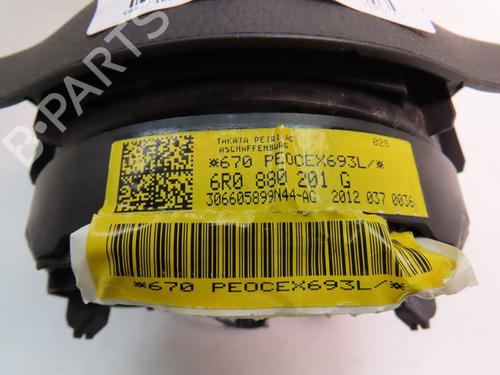 TAKATA PETRI AG
ASCHAFFENBURG
028
*670 PEOCEX693L/*
6R0 880 201 G
306605899N44-AG 2012 037 0036
*670 PEOCEX693L/*
B-PARTS